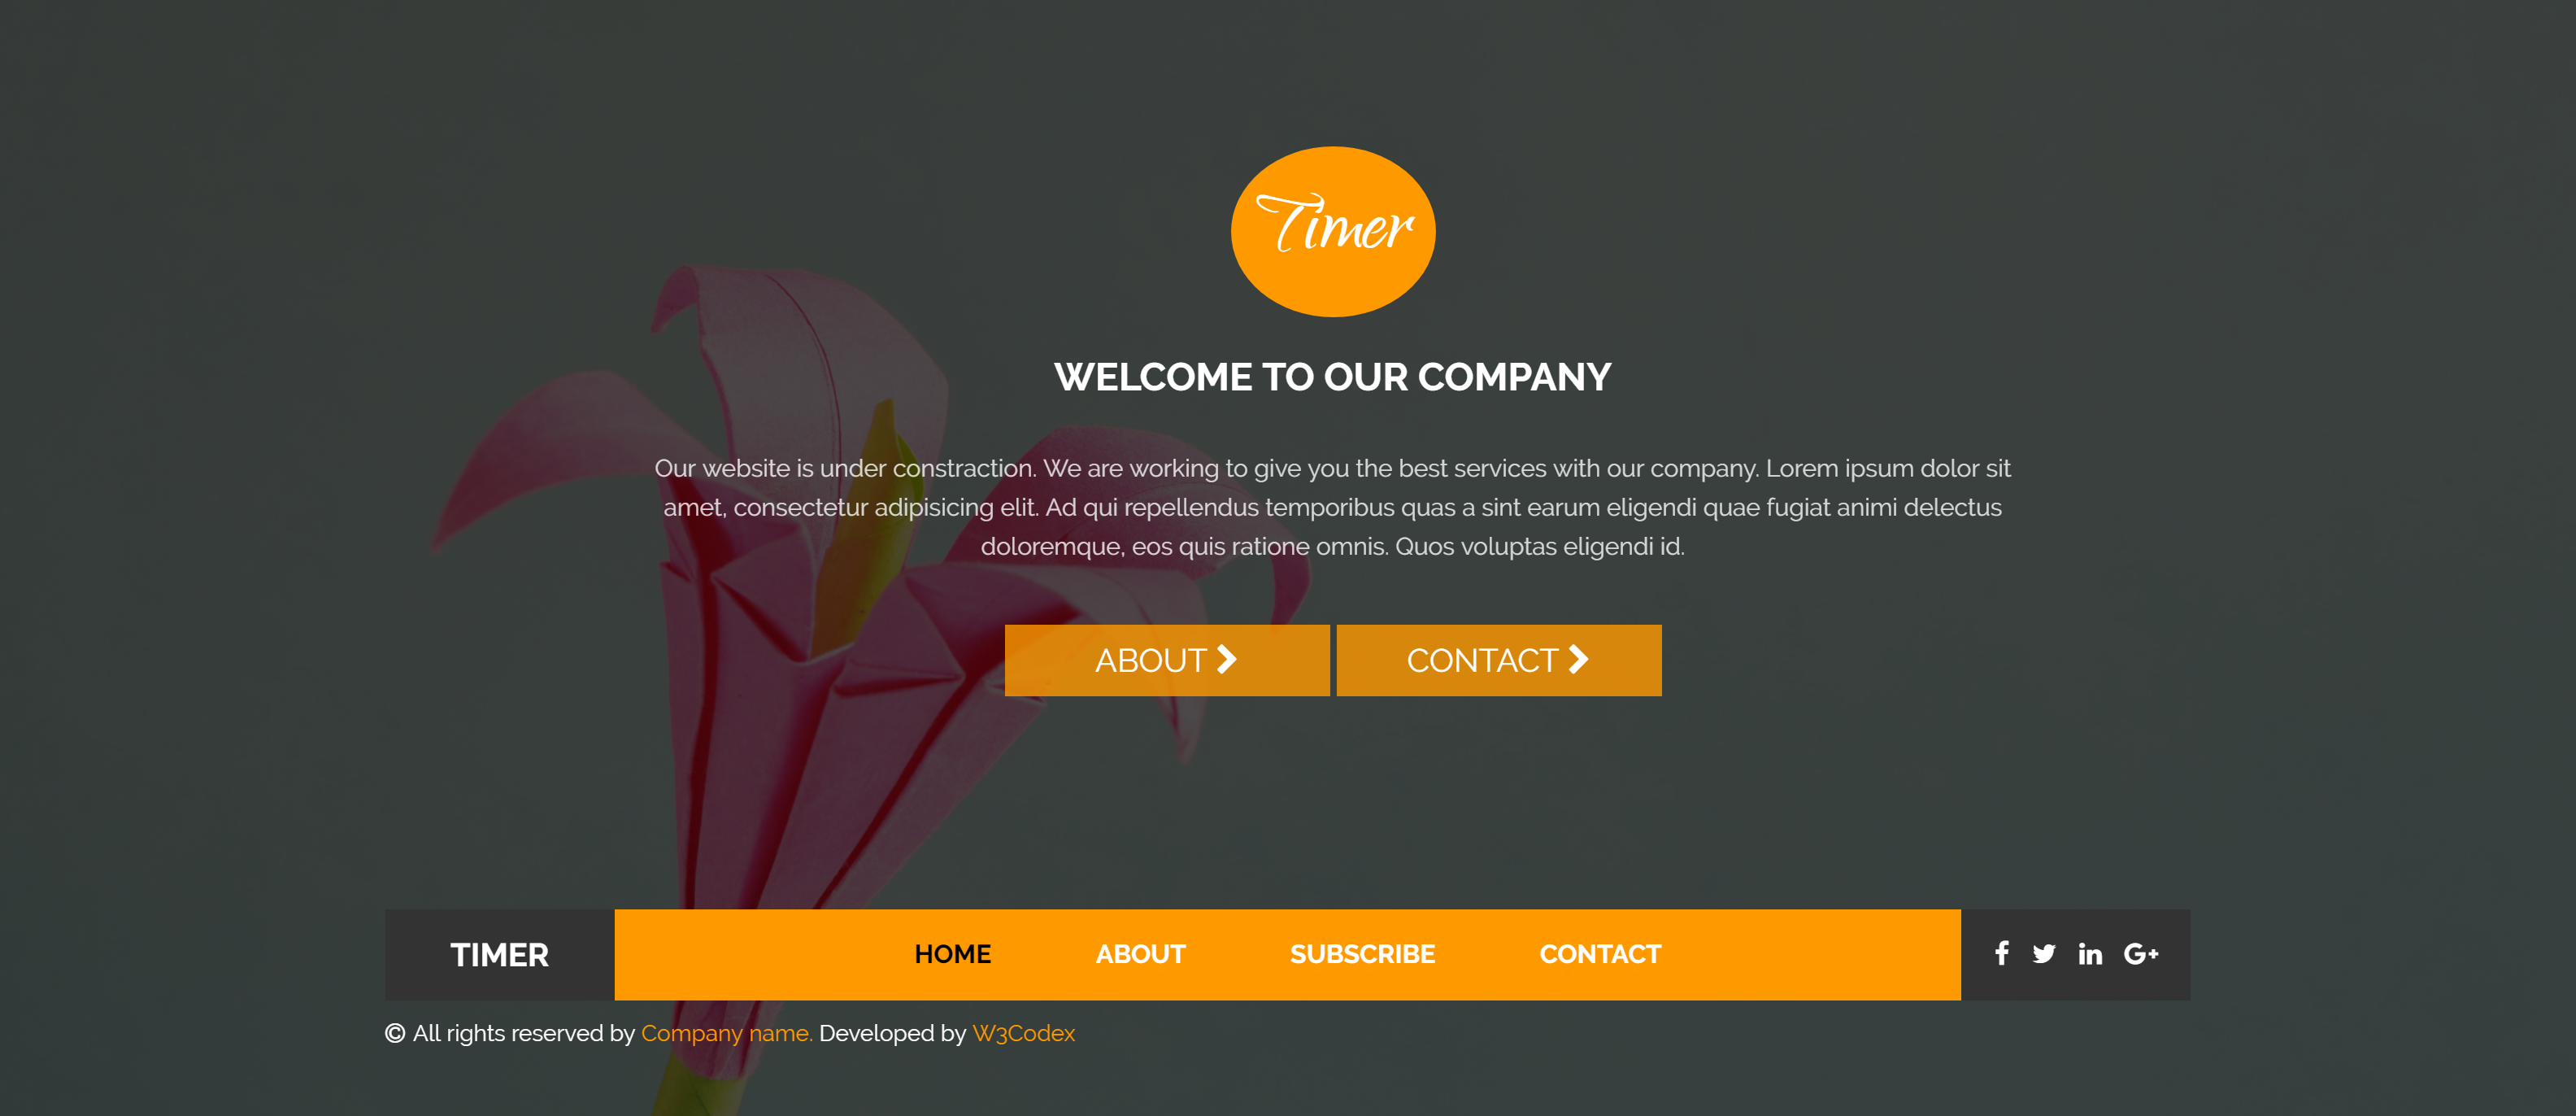 Timer
WELCOME TO OUR COMPANY
Our website is under constraction. We are working to give you the best services with our company. Lorem ipsum dolor sit
amet, consectetur adipisicing elit. Ad qui repellendus temporibus quas a sint earum eligendi quae fugiat animi delectus
doloremque, eos quis ratione omnis. Quos voluptas eligendi id.
ABOUT CONTACT
TIMER HOME ABOUT SUBSCRIBE CONTACT
© All rights reserved by Company name. Developed by W3Codex